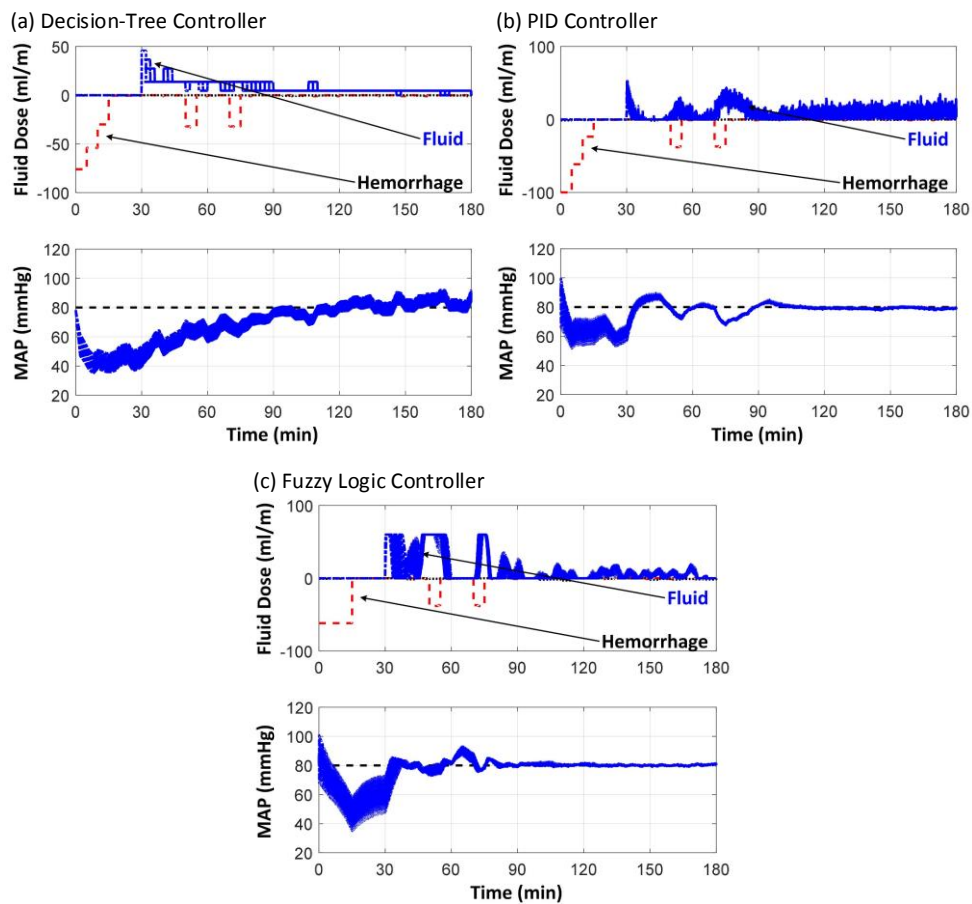 (a) Decision-Tree Controller
50
0
-50
-100
Fluid Dose (ml/m)
Fluid
Hemorrhage
0 30 60 90 120 150 180
120
100
80
60
40
20
MAP (mmHg)
0 30 60 90 120 150 180
Time (min)
(b) PID Controller
100
0
-100
Fluid Dose (ml/m)
Fluid
Hemorrhage
0 30 60 90 120 150 180
120
100
80
60
40
20
MAP (mmHg)
0 30 60 90 120 150 180
Time (min)
(c) Fuzzy Logic Controller
100
0
-100
Fluid Dose (ml/m)
Fluid
Hemorrhage
0 30 60 90 120 150 180
120
100
80
60
40
20
MAP (mmHg)
0 30 60 90 120 150 180
Time (min)